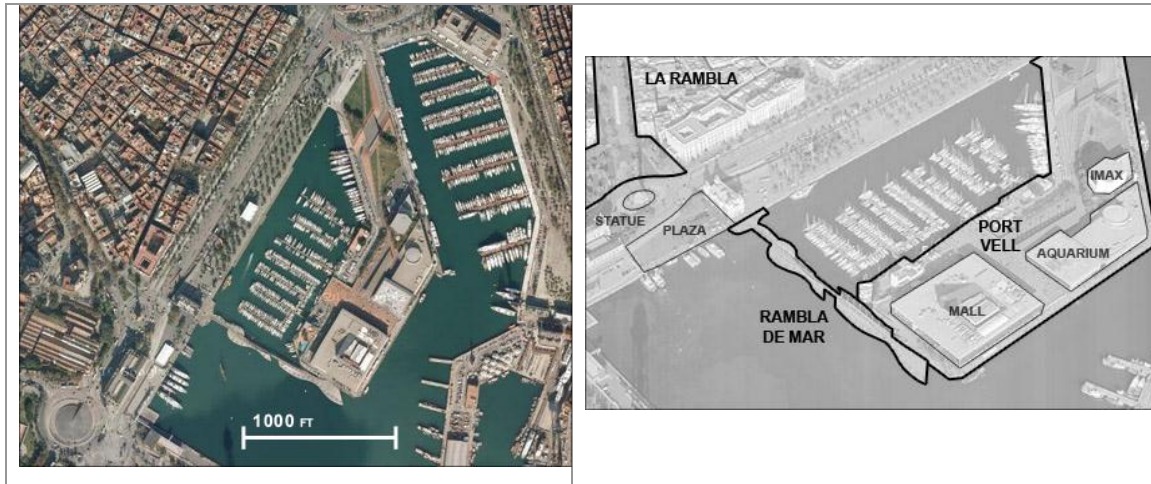 1000 FT
LA RAMBLA
STATUE
PLAZA
IMAX
PORT
VELL
AQUARIUM
RAMBLA
DE MAR
MALL